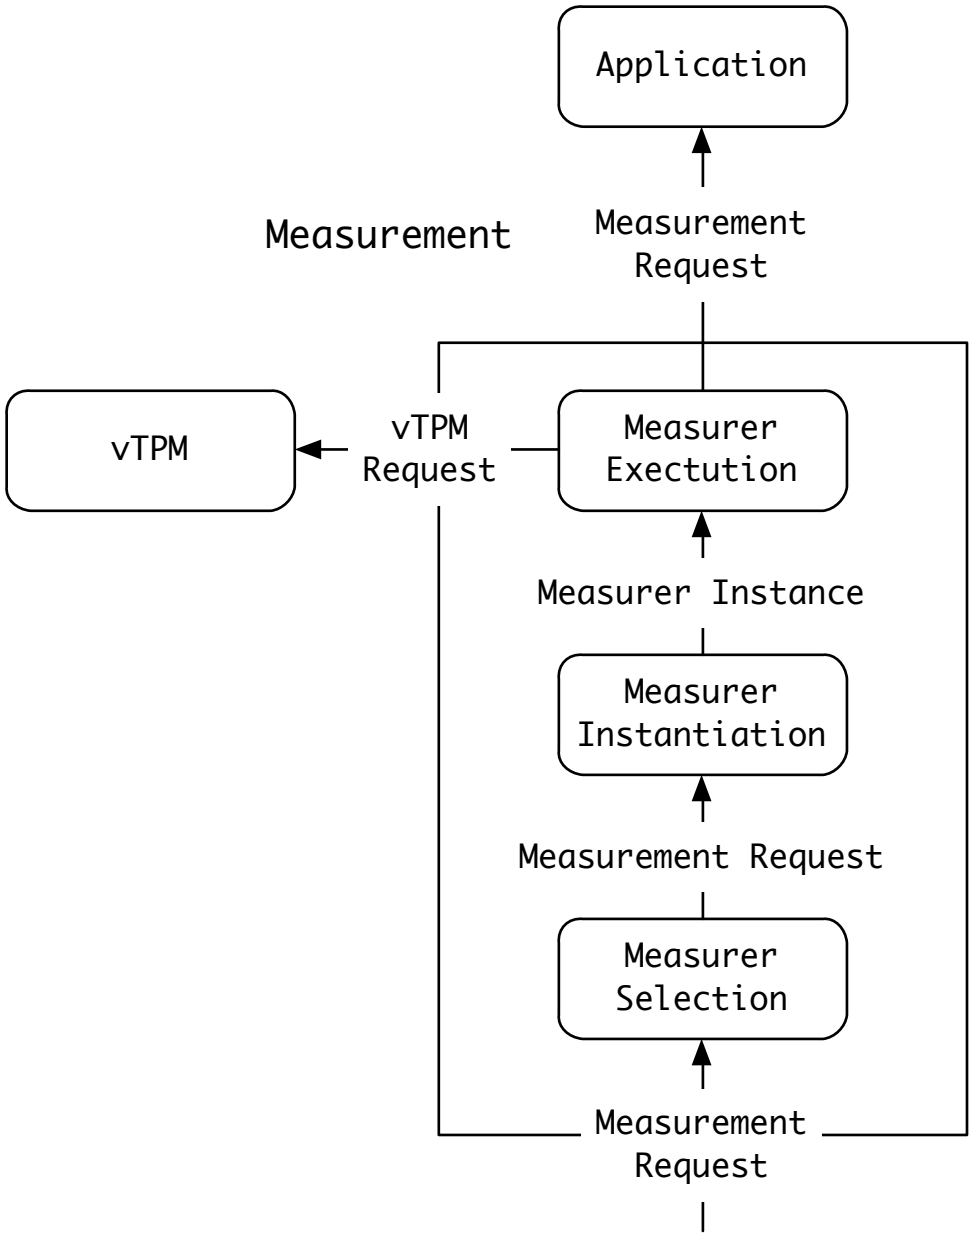 Application
Measurement
Measurement
Request
vTPM
vTPM
Request
Measurer
Exectution
Measurer Instance
Measurer
Instantiation
Measurement Request
Measurer
Selection
Measurement
Request